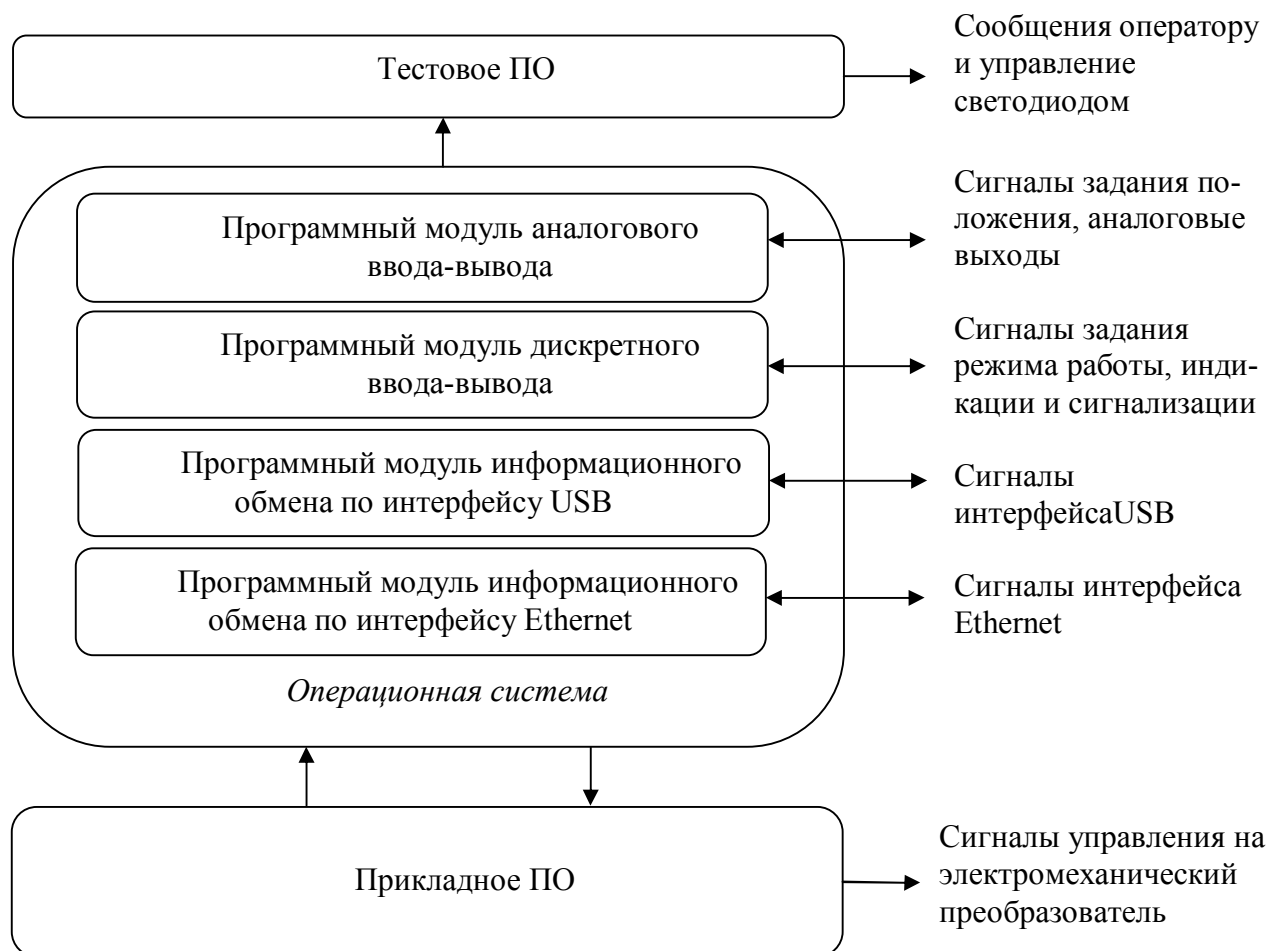 Тестовое ПО
Сообщения оператору
и управление
светодиодом
Программный модуль аналогового
ввода-вывода
Сигналы задания по-
ложения, аналоговые
выходы
Программный модуль дискретного
ввода-вывода
Сигналы задания
режима работы, инди-
кации и сигнализации
Программный модуль информационного
обмена по интерфейсу USB
Сигналы
интерфейсаUSB
Программный модуль информационного
обмена по интерфейсу Ethernet
Сигналы интерфейса
Ethernet
Операционная система
Прикладное ПО
Сигналы управления на
электромеханический
преобразователь